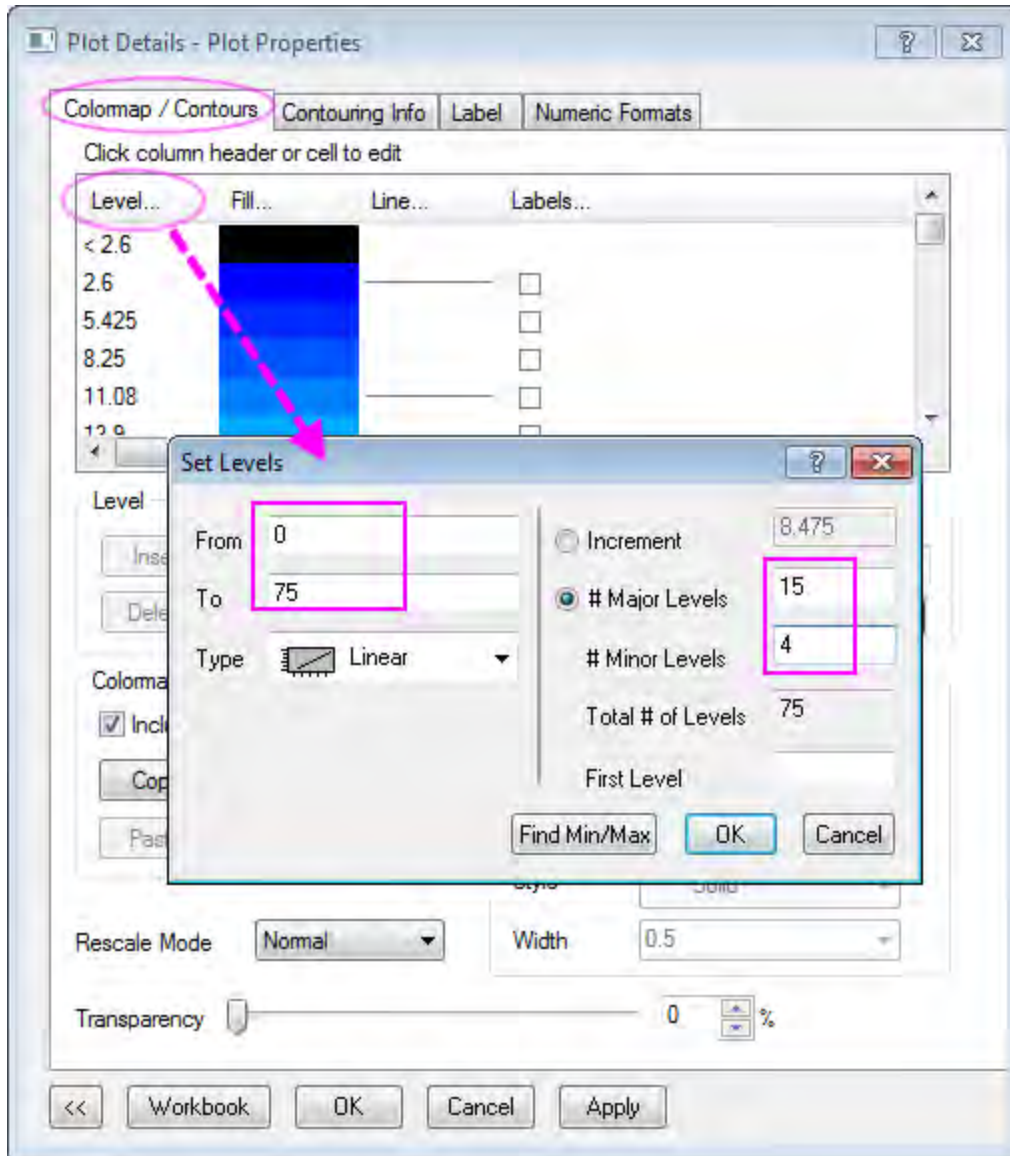 Plot Details - Plot Properties
Colormap / Contours Contouring Info Label Numeric Formats
Click column header or cell to edit
Level... Fill... Line... Labels...
< 2.6
2.6
5.425
8.25
11.08
Set Levels
Level
From 0 Increment 8.475
To 75 # Major Levels 15
Type Linear # Minor Levels 4
Total # of Levels 75
First Level
Find Min/Max OK Cancel
Rescale Mode Normal Width 0.5
Transparency 0 %
<< Workbook OK Cancel Apply